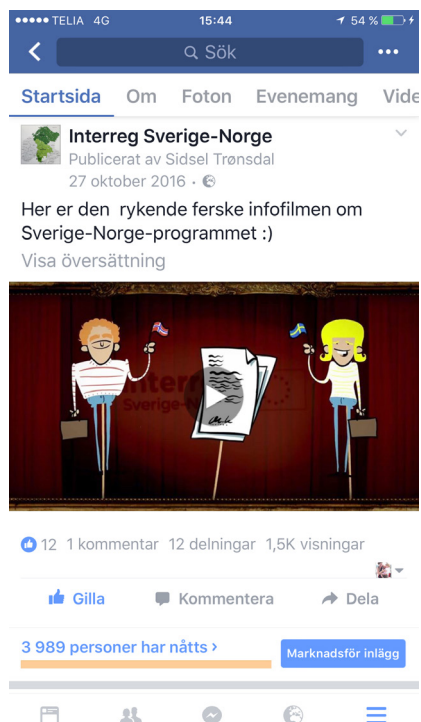 TELIA 4G 15:44 54 %
Sök
Startsida Om Foton Evenemang Vide
Interreg Sverige-Norge
Publicerat av Sidsel Trønsdal
27 oktober 2016 ·
Her er den rykende ferske infofilmen om
Sverige-Norge-programmet :)
Visa översättning
12 1 kommentar 12 delningar 1,5K visningar
Gilla Kommentera Dela
3 989 personer har nåtts ›
Marknadsför inlägg